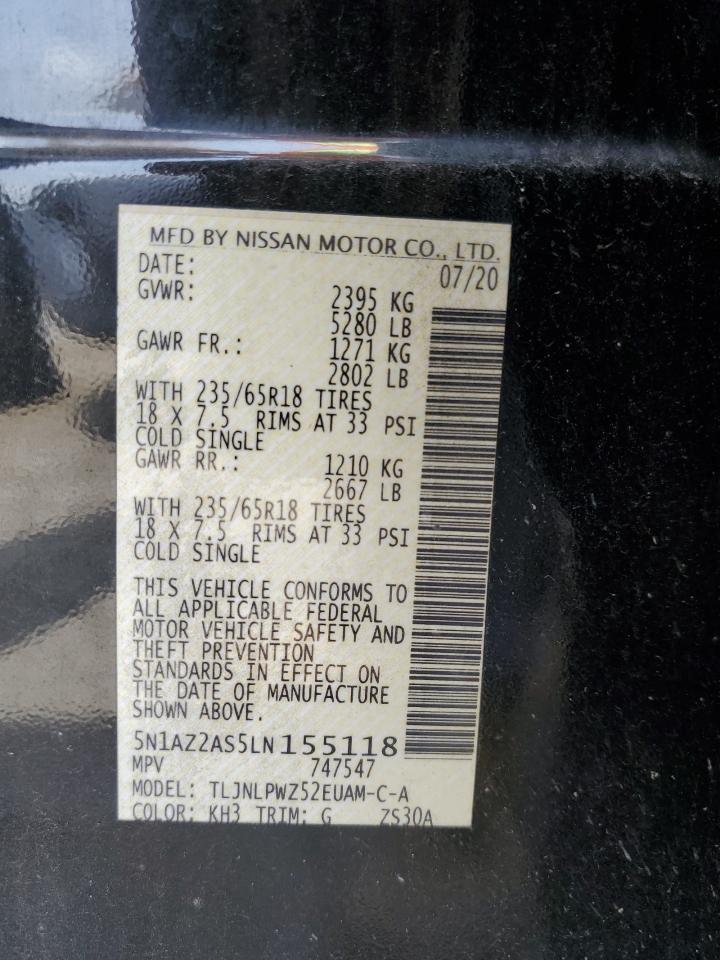 MFD BY NISSAN MOTOR CO., LTD.
DATE: 07/20
GVWR: 2395 KG
5280 LB
GAWR FR.: 1271 KG
2802 LB
WITH 235/65R18 TIRES
18 X 7.5 RIMS AT 33 PSI
COLD SINGLE
GAWR RR.: 1210 KG
2667 LB
WITH 235/65R18 TIRES
18 X 7.5 RIMS AT 33 PSI
COLD SINGLE
THIS VEHICLE CONFORMS TO
ALL APPLICABLE FEDERAL
MOTOR VEHICLE SAFETY AND
THEFT PREVENTION
STANDARDS IN EFFECT ON
THE DATE OF MANUFACTURE
SHOWN ABOVE.
5N1AZ2AS5LN155118
MPV 747547
MODEL: TLJNLPWZ52EUAM-C-A
COLOR: KH3 TRIM: G ZS30A